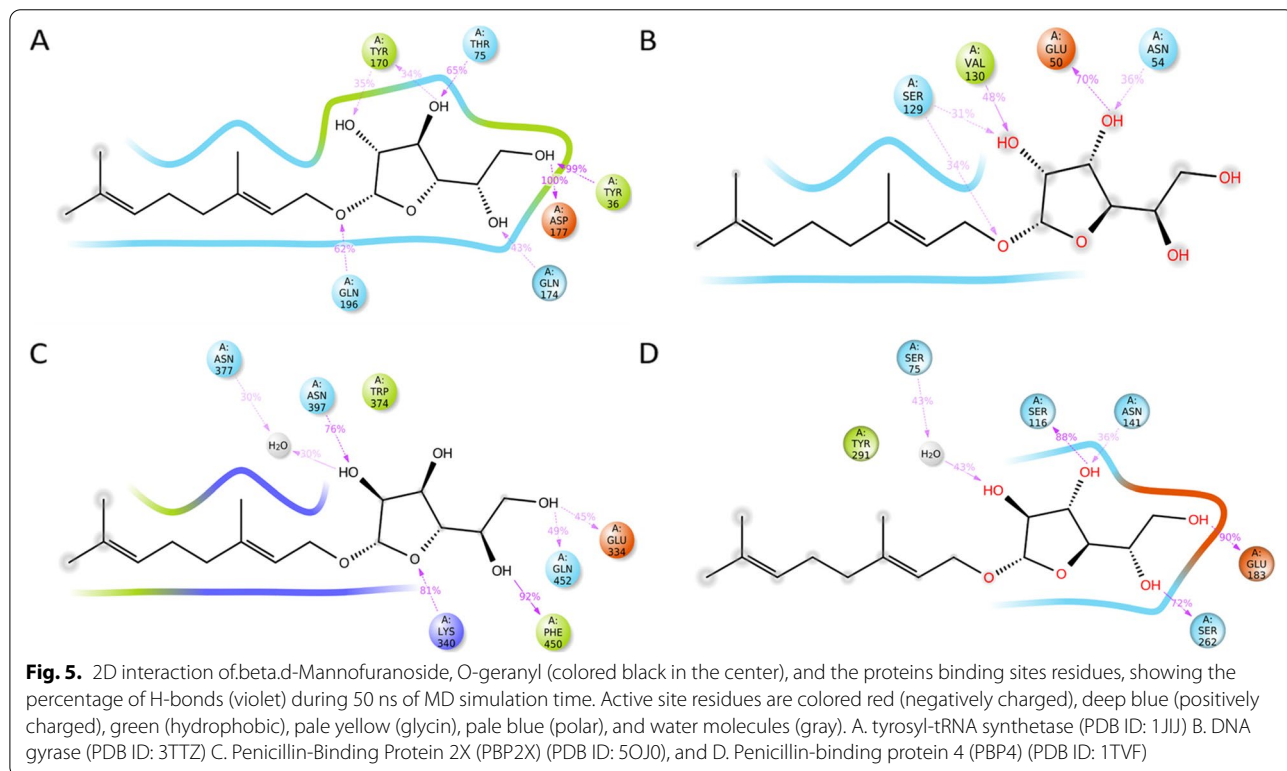 A
A:
TYR
170
A:
THR
75
35%
34%
65%
HO
OH
OH
99%
100%
A:
TYR
36
A:
ASP
177
O
O
OH
43%
62%
A:
GLN
174
A:
GLN
196
B
A:
GLU
50
A:
ASN
54
A:
VAL
130
A:
SER
129
70%
36%
48%
31%
34%
OH
HO
OH
O
O
OH
C
A:
ASN
377
A:
ASN
397
A:
TRP
374
30%
76%
H₂O
30%
HO
OH
OH
45%
49%
A:
GLU
334
A:
GLN
452
O
O
OH
81%
92%
A:
LYS
340
A:
PHE
450
D
A:
SER
75
A:
SER
116
A:
ASN
141
A:
TYR
291
43%
88%
36%
H₂O
43%
HO
OH
OH
90%
A:
GLU
183
O
O
OH
72%
A:
SER
262
Fig. 5. 2D interaction of.beta.d-Mannofuranoside, O-geranyl (colored black in the center), and the proteins binding sites residues, showing the
percentage of H-bonds (violet) during 50 ns of MD simulation time. Active site residues are colored red (negatively charged), deep blue (positively
charged), green (hydrophobic), pale yellow (glycin), pale blue (polar), and water molecules (gray). A. tyrosyl-tRNA synthetase (PDB ID: 1JIJ) B. DNA
gyrase (PDB ID: 3TTZ) C. Penicillin-Binding Protein 2X (PBP2X) (PDB ID: 5OJ0), and D. Penicillin-binding protein 4 (PBP4) (PDB ID: 1TVF)